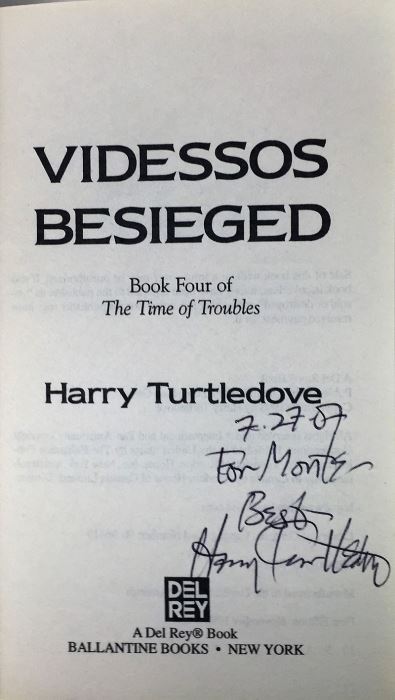 VIDESSOS
BESIEGED
Book Four of
The Time of Troubles
Harry Turtledove
7.27.07
For Monte
Best
Harry Turtledove
DEL
REY
A Del Rey® Book
BALLANTINE BOOKS • NEW YORK